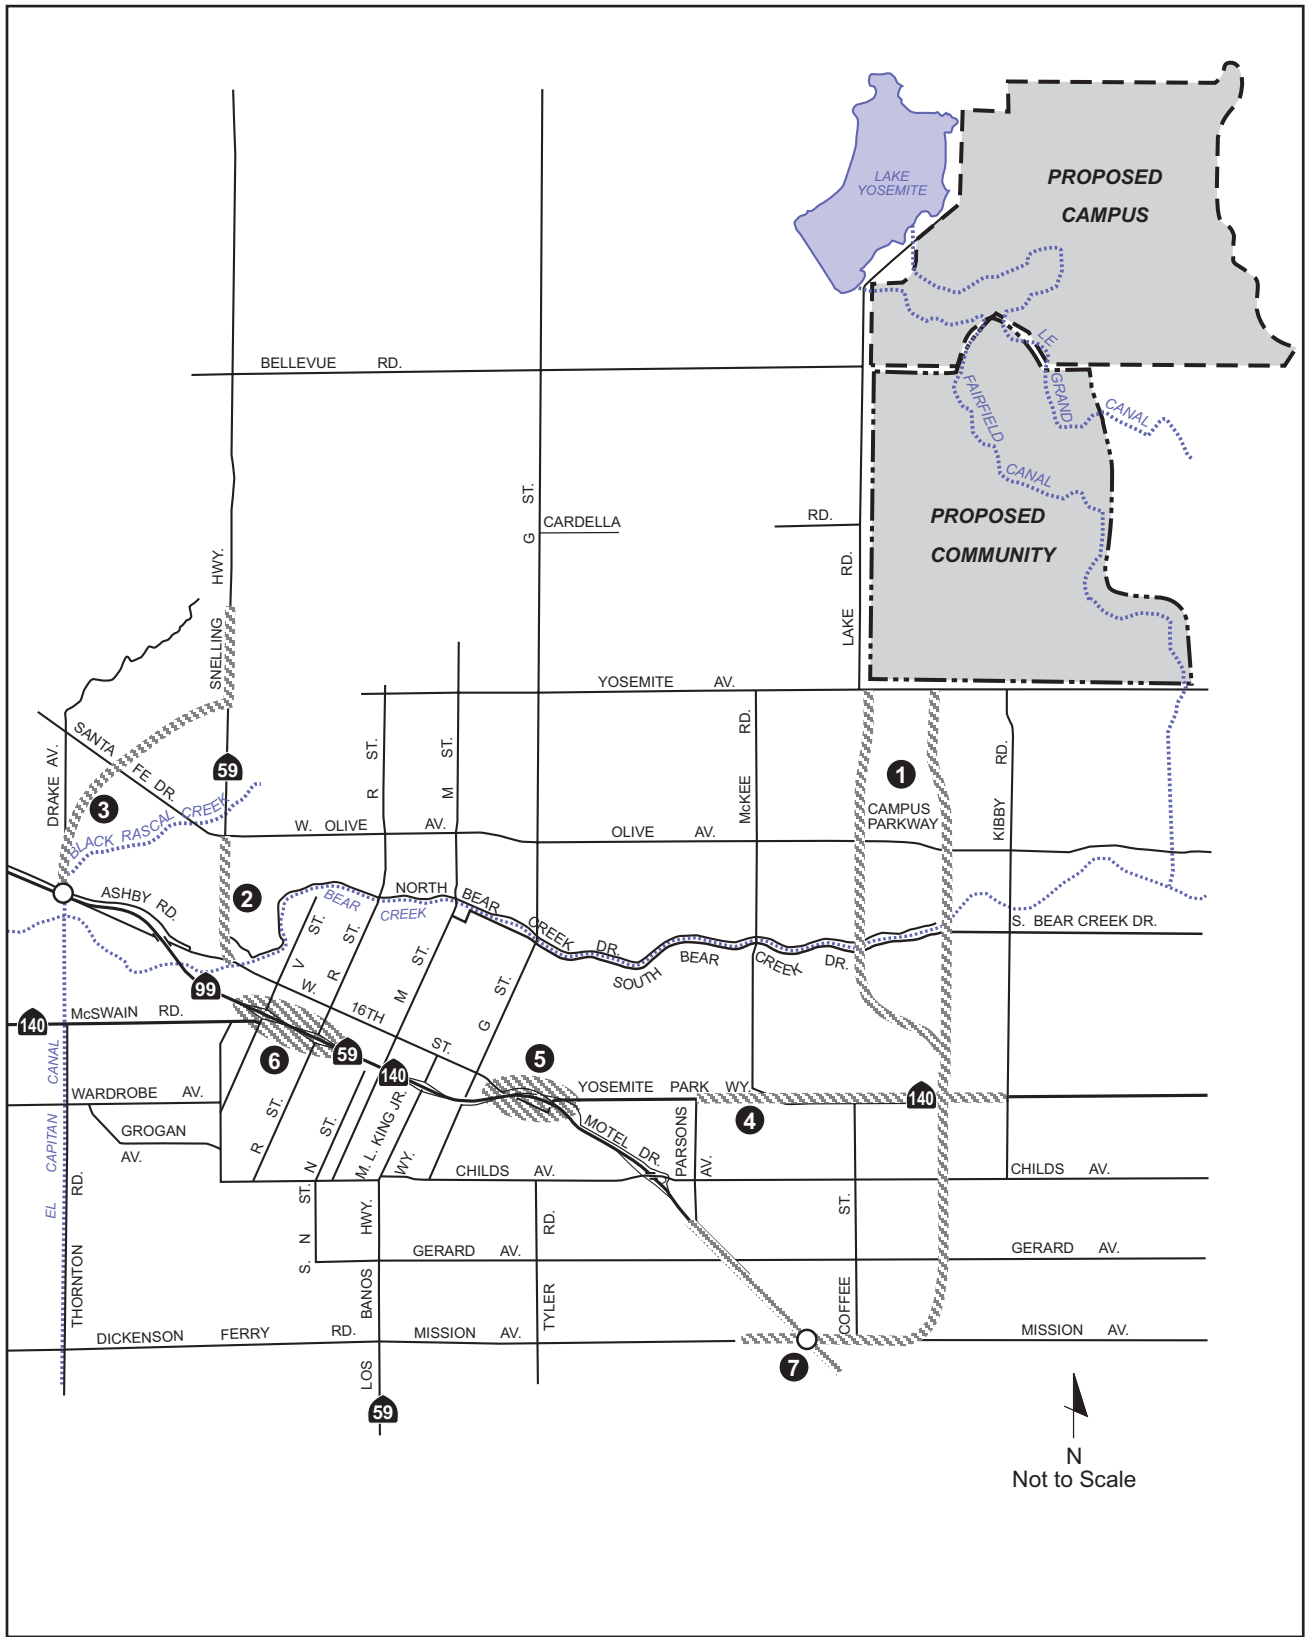 LAKE
YOSEMITE
PROPOSED
CAMPUS
LE
GRAND
CANAL
FAIRFIELD
CANAL
BELLEVUE RD.
G ST.
CARDELLA
RD.
PROPOSED
COMMUNITY
LAKE RD.
SNELLING HWY.
YOSEMITE AV.
SANTA
FE DR.
DRAKE AV.
59
R ST.
M ST.
McKEE RD.
1
CAMPUS
PARKWAY
KIBBY RD.
3
BLACK RASCAL CREEK
W. OLIVE AV.
OLIVE AV.
ASHBY RD.
2
BEAR
CREEK
NORTH
BEAR
CREEK
DR.
SOUTH
BEAR
CREEK
DR.
S. BEAR CREEK DR.
V ST.
R ST.
M ST.
G ST.
W.
16TH
ST.
99
140
McSWAIN RD.
6
59
140
5
YOSEMITE PARK WY.
140
4
EL CAPITAN CANAL
WARDROBE AV.
GROGAN
AV.
R ST.
N ST.
M. L. KING JR.
WY.
MOTEL DR.
PARSONS
AV.
CHILDS AV.
CHILDS AV.
THORNTON RD.
S. N ST.
LOS BANOS HWY.
TYLER RD.
COFFEE ST.
GERARD AV.
GERARD AV.
DICKENSON FERRY RD.
MISSION AV.
MISSION AV.
7
59
N
Not to Scale